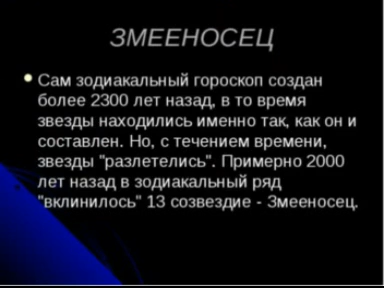 ЗМЕЕНОСЕЦ
Сам зодиакальный гороскоп создан
более 2300 лет назад, в то время
звезды находились именно так, как он и
составлен. Но, с течением времени,
звезды "разлетелись". Примерно 2000
лет назад в зодиакальный ряд
"вклинилось" 13 созвездие - Змееносец.